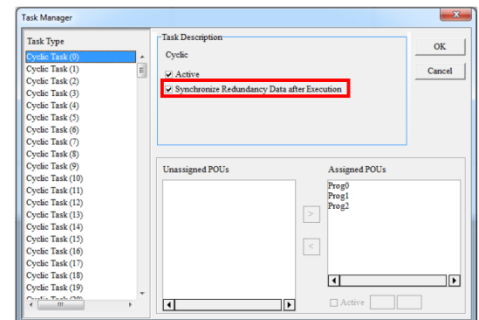 Task Manager
Task Type
Cyclic Task (0)
Cyclic Task (1)
Cyclic Task (2)
Cyclic Task (3)
Cyclic Task (4)
Cyclic Task (5)
Cyclic Task (6)
Cyclic Task (7)
Cyclic Task (8)
Cyclic Task (9)
Cyclic Task (10)
Cyclic Task (11)
Cyclic Task (12)
Cyclic Task (13)
Cyclic Task (14)
Cyclic Task (15)
Cyclic Task (16)
Cyclic Task (17)
Cyclic Task (18)
Cyclic Task (19)
Cyclic Task (20)
Task Description
Cyclic
Active
Synchronize Redundancy Data after Execution
OK
Cancel
Unassigned POUs
>
<
Assigned POUs
Prog0
Prog1
Prog2
Active